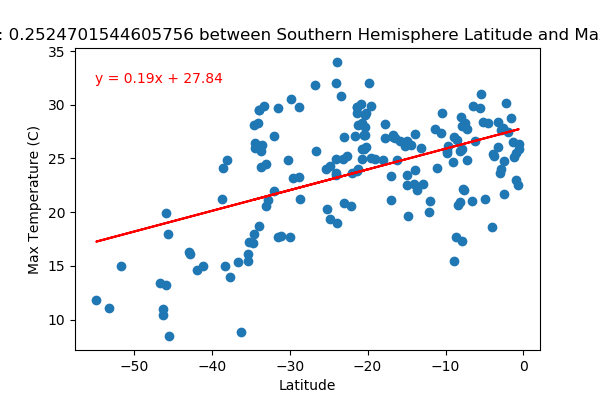 : 0.2524701544605756 between Southern Hemisphere Latitude and Ma
35
y = 0.19x + 27.84
30
25
20
15
10
Max Temperature (C)
−50 −40 −30 −20 −10 0
Latitude